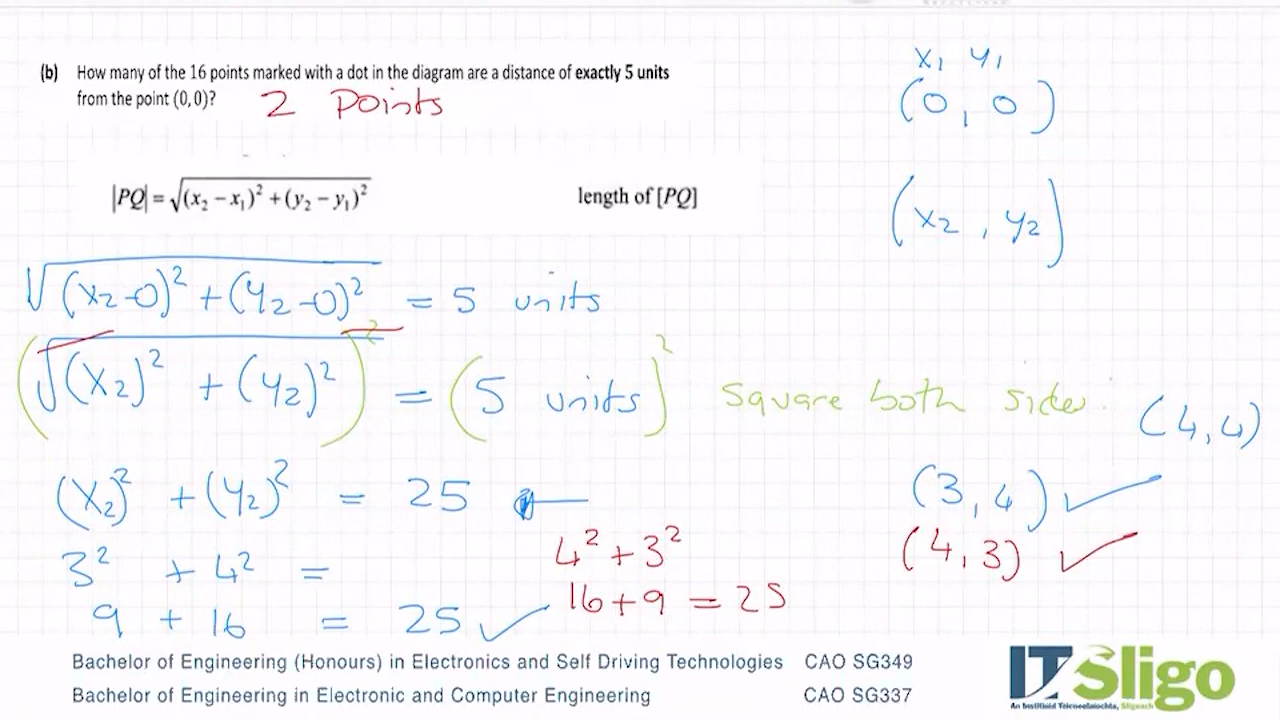 (b) How many of the 16 points marked with a dot in the diagram are a distance of exactly 5 units
from the point (0,0)? 2 Points
x₁ y₁
(0, 0)
|PQ| = √(x₂ − x₁)² + (y₂ − y₁)² length of [PQ]
(x₂, y₂)
√(x₂-0)² + (y₂-0)² = 5 units
(√(x₂)² + (y₂)²)² = (5 units)² Square both sides.
(4,4)
(x₂)² + (y₂)² = 25 ←
(3,4) ✓
3² + 4² =
4² + 3²
(4,3) ✓
9 + 16 = 25 ✓
16+9 = 25
Bachelor of Engineering (Honours) in Electronics and Self Driving Technologies CAO SG349
Bachelor of Engineering in Electronic and Computer Engineering CAO SG337
IT Sligo
An Institiúid Teicneolaíochta, Sligeach